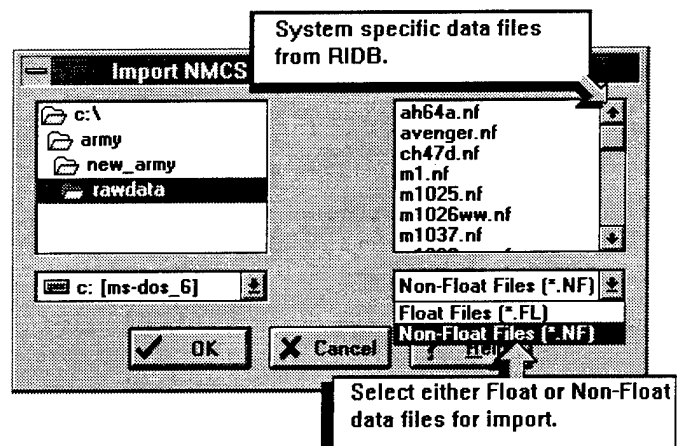 System specific data files
from RIDB.
Import NMCS
c:\
army
new_army
rawdata
ah64a.nf
avenger.nf
ch47d.nf
m1.nf
m1025.nf
m1026ww.nf
m1037.nf
c: [ms-dos_6]
Non-Float Files (*.NF)
Float Files (*.FL)
Non-Float Files (*.NF)
OK
Cancel
? Help
Select either Float or Non-Float
data files for import.